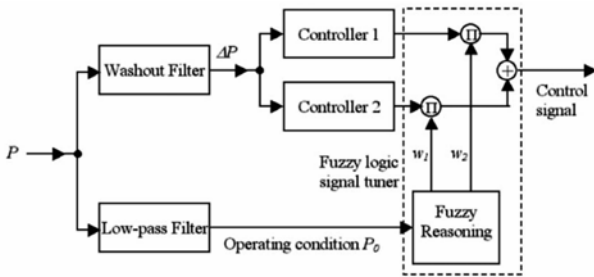 Controller 1
Π
ΔP
Washout Filter
+
Control
signal
Controller 2
Π
P
w1
w2
Fuzzy logic
signal tuner
Low-pass Filter
Operating condition P0
Fuzzy
Reasoning